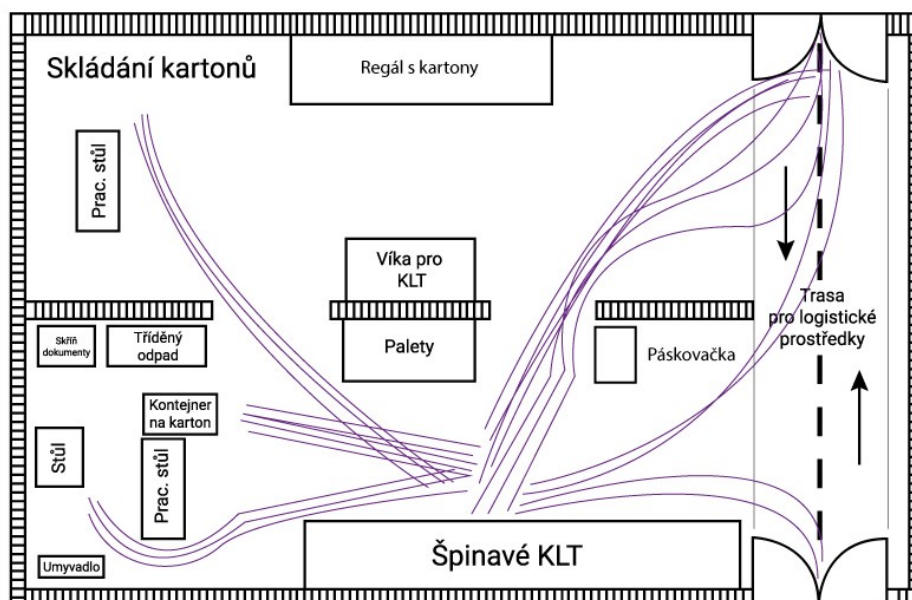 Skládání kartonů
Regál s kartony
Prac. stůl
Víka pro
KLT
Trasa
pro logistické
prostředky
Skříň
dokumenty
Tříděný
odpad
Palety
Páskovačka
Kontejner
na karton
Stůl
Prac. stůl
Špinavé KLT
Umyvadlo